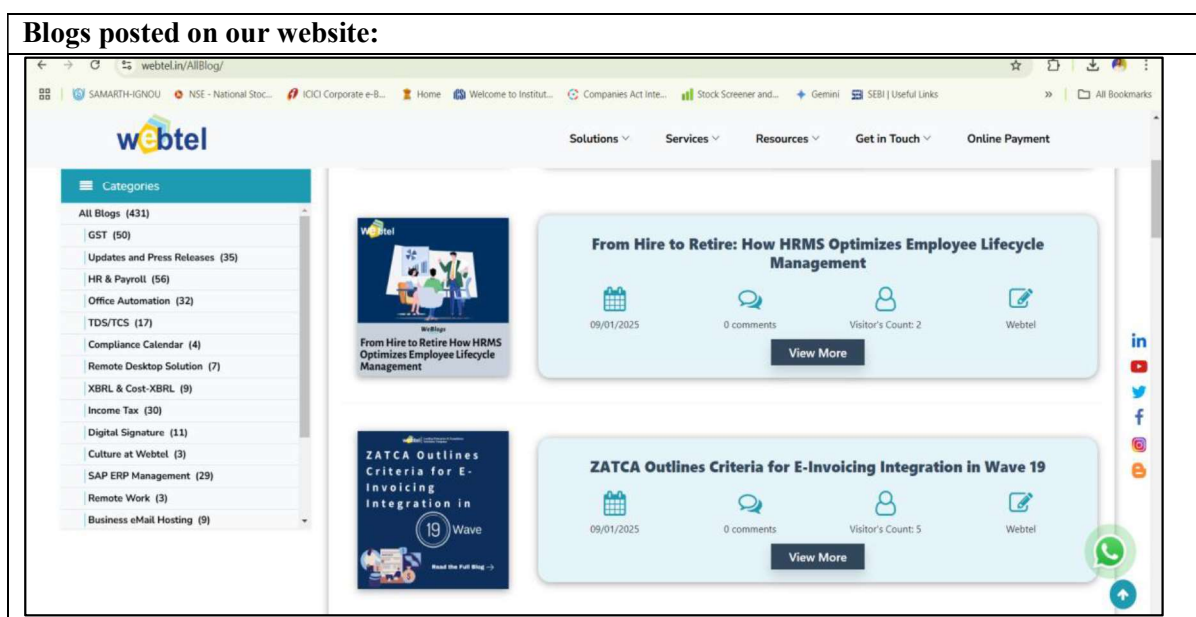 Blogs posted on our website:
webtel.in/AllBlog/
SAMARTH-IGNOU NSE - National Stoc... ICICI Corporate e-B... Home Welcome to Institut... Companies Act Inte... Stock Screener and... Gemini SEBI | Useful Links » All Bookmarks
webtel Solutions Services Resources Get in Touch Online Payment
Categories
All Blogs (431)
GST (50)
Updates and Press Releases (35)
HR & Payroll (56)
Office Automation (32)
TDS/TCS (17)
Compliance Calendar (4)
Remote Desktop Solution (7)
XBRL & Cost-XBRL (9)
Income Tax (30)
Digital Signature (11)
Culture at Webtel (3)
SAP ERP Management (29)
Remote Work (3)
Business eMail Hosting (9)
Webtel
WeBlogs
From Hire to Retire How HRMS
Optimizes Employee Lifecycle
Management
From Hire to Retire: How HRMS Optimizes Employee Lifecycle
Management
09/01/2025 0 comments Visitor's Count: 2 Webtel
View More
ZATCA Outlines
Criteria for E-
Invoicing
Integration in
19 Wave
Read the Full Blog →
ZATCA Outlines Criteria for E-Invoicing Integration in Wave 19
09/01/2025 0 comments Visitor's Count: 5 Webtel
View More
in
f